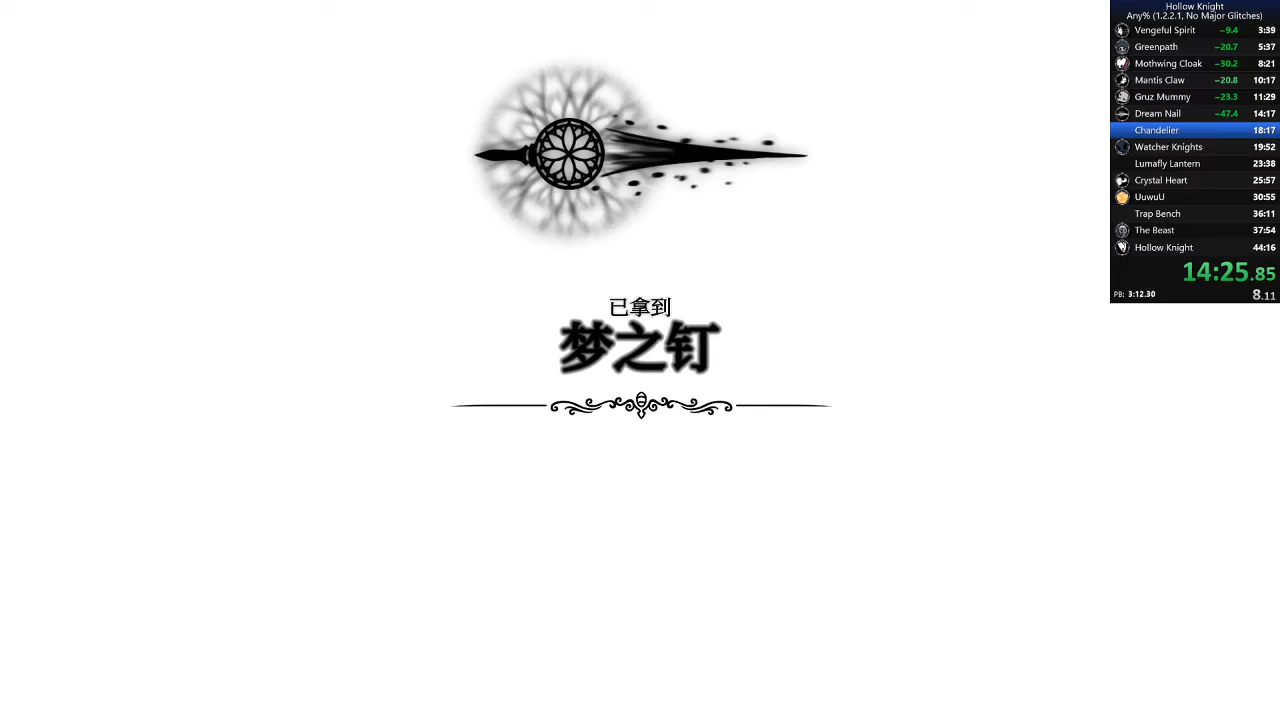 Hollow Knight
Any% (1.2.2.1, No Major Glitches)
Vengeful Spirit -9.4 3:39
Greenpath -20.7 5:37
Mothwing Cloak -30.2 8:21
Mantis Claw -20.8 10:17
Gruz Mummy -23.3 11:29
Dream Nail -47.4 14:17
Chandelier 18:17
Watcher Knights 19:52
Lumafly Lantern 23:38
Crystal Heart 25:57
UuwuU 30:55
Trap Bench 36:11
The Beast 37:54
Hollow Knight 44:16
14:25.85
PB: 3:12.30 8.11
已拿到
梦之钉